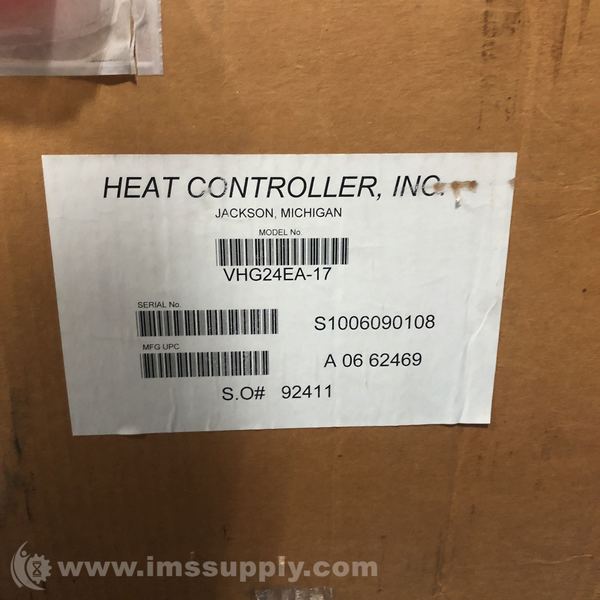 HEAT CONTROLLER, INC.
JACKSON, MICHIGAN
MODEL No.
VHG24EA-17
SERIAL No.
S1006090108
MFG UPC
A 06 62469
S.O# 92411
www.imssupply.com